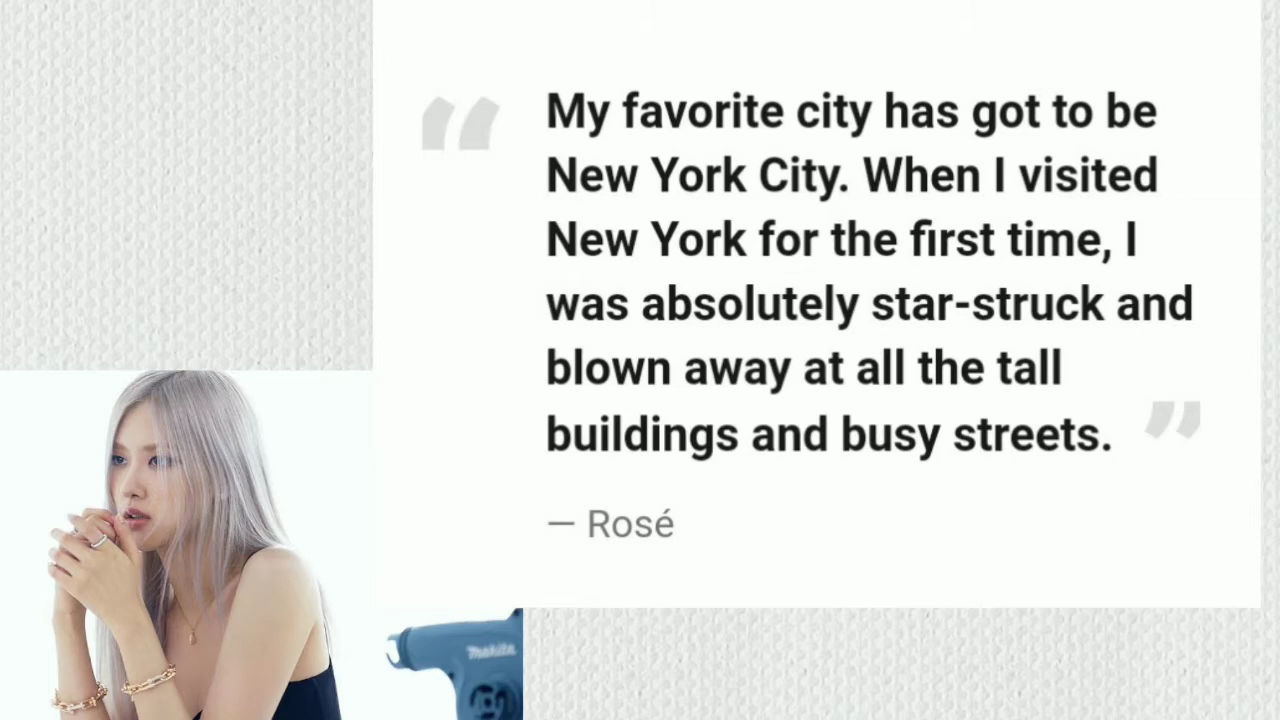 “
My favorite city has got to be
New York City. When I visited
New York for the first time, I
was absolutely star-struck and
blown away at all the tall
buildings and busy streets. ”
— Rosé
makita